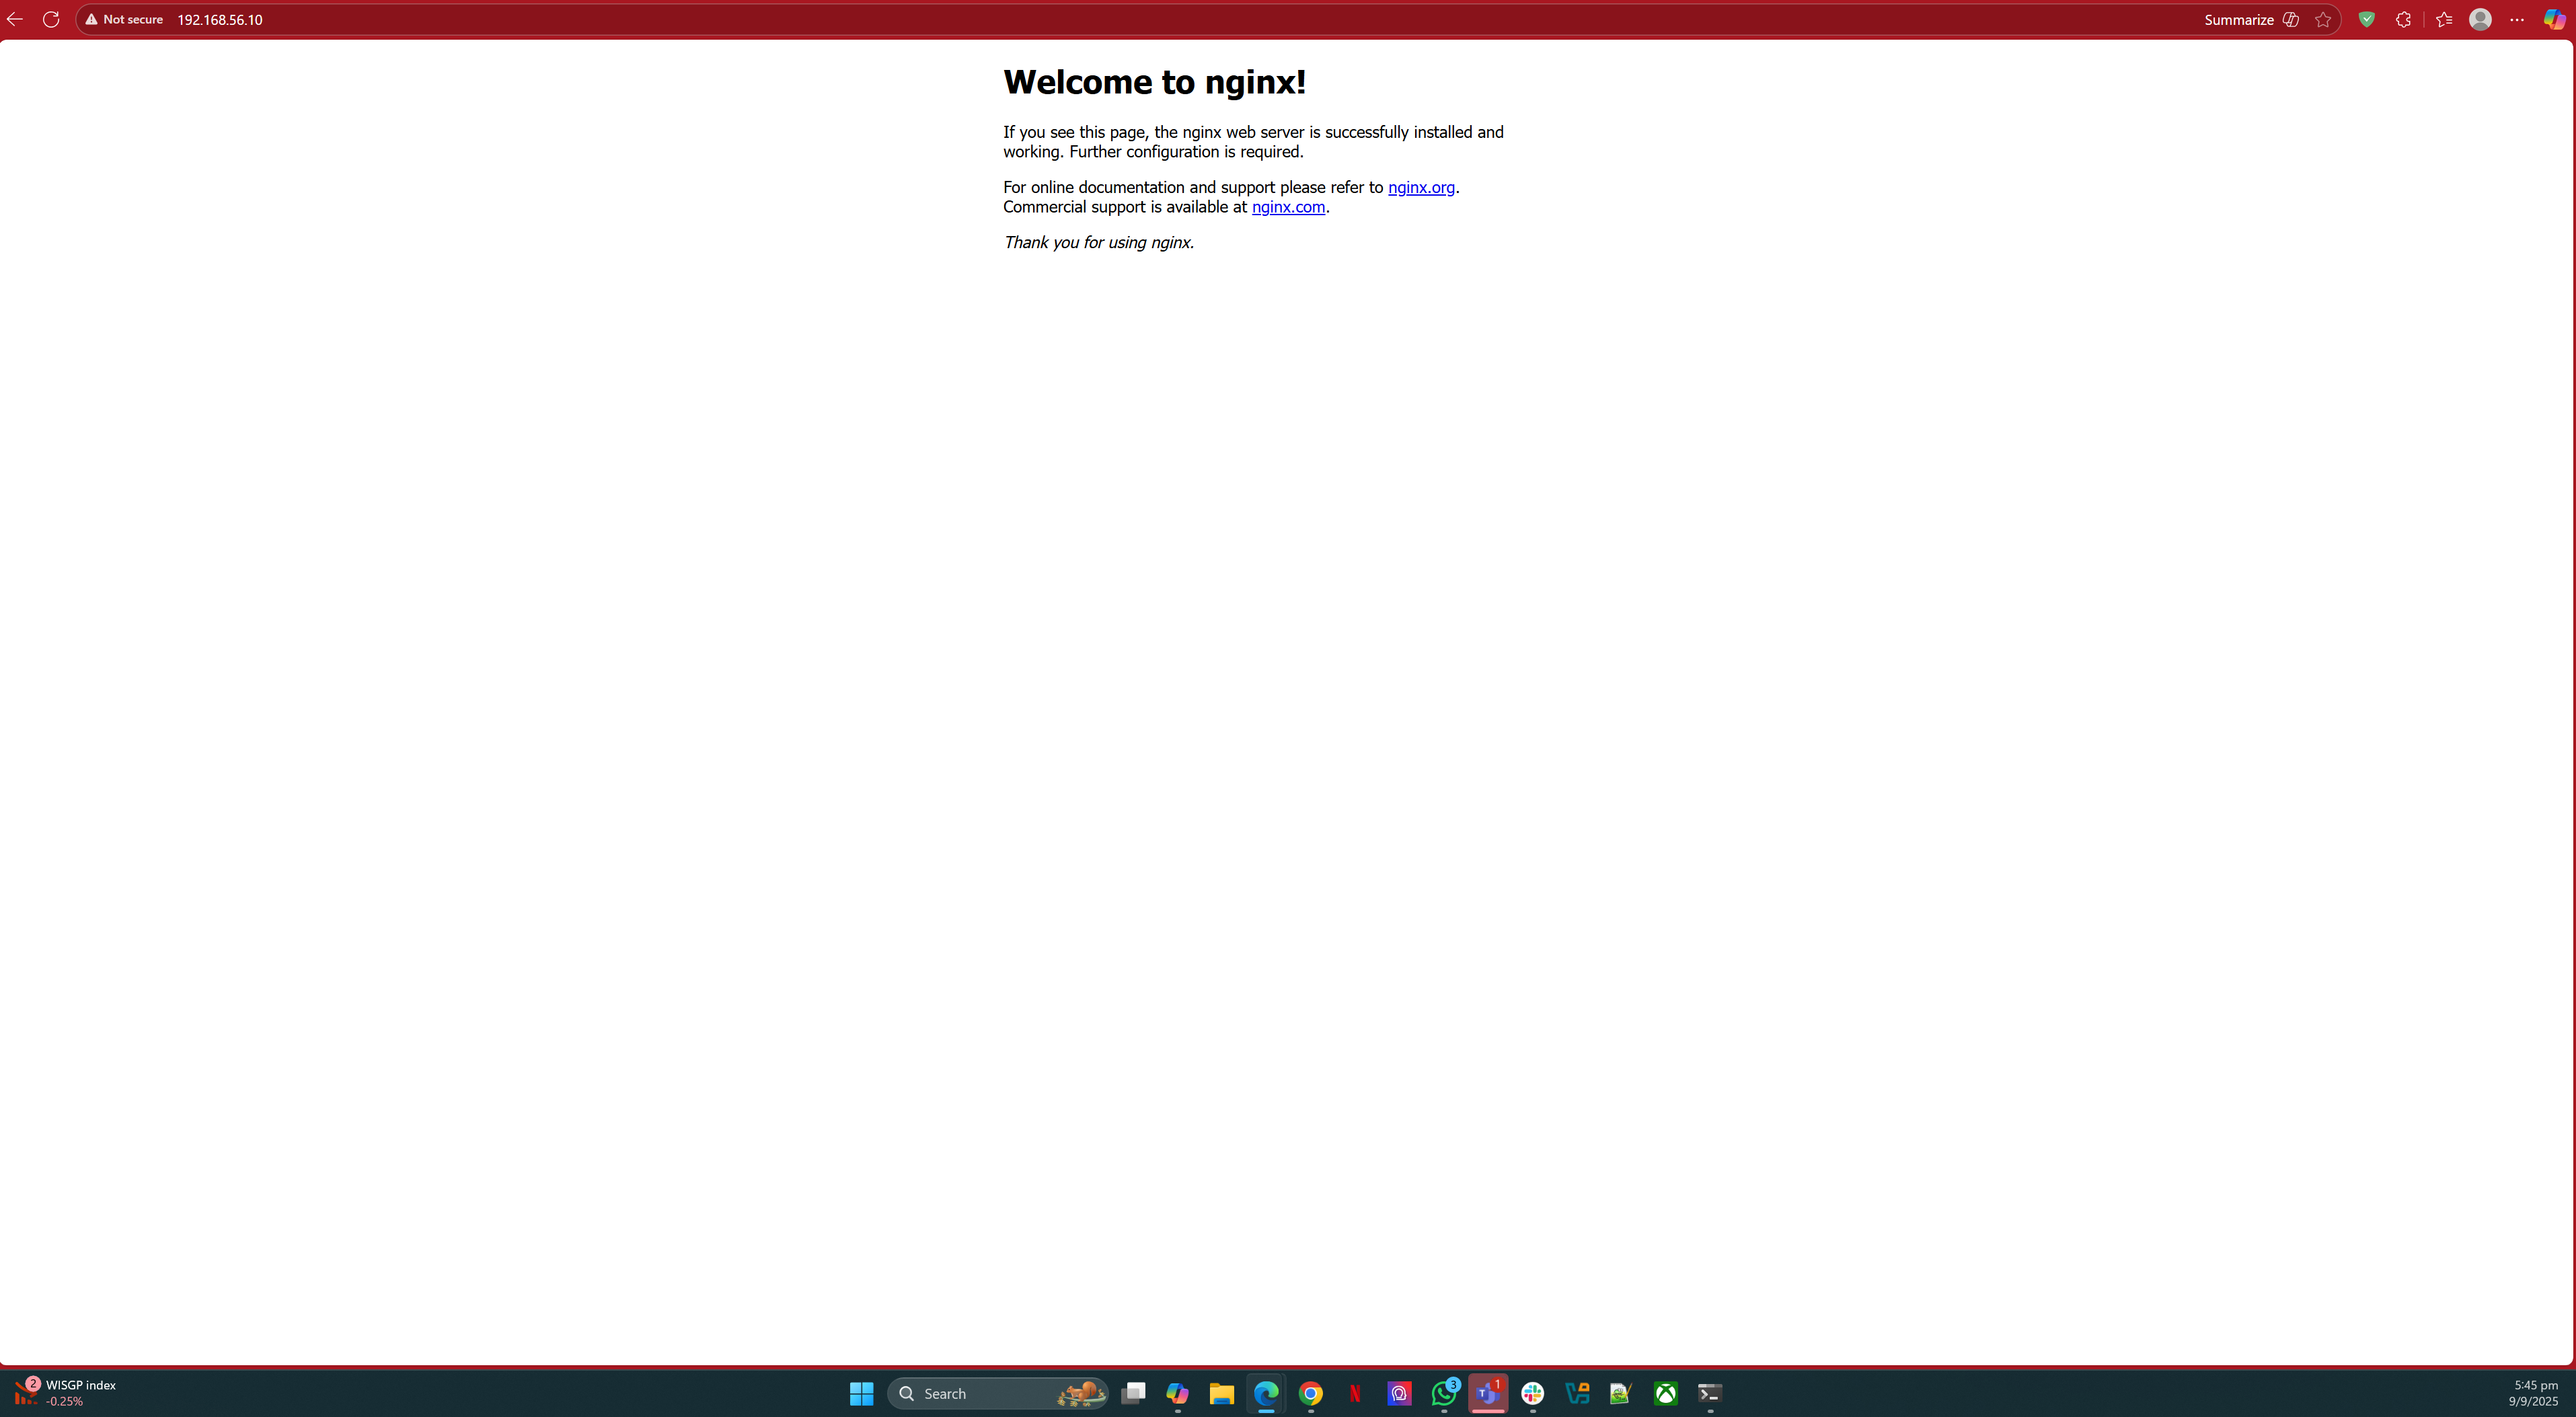 Not secure 192.168.56.10 Summarize
Welcome to nginx!
If you see this page, the nginx web server is successfully installed and
working. Further configuration is required.
For online documentation and support please refer to nginx.org.
Commercial support is available at nginx.com.
Thank you for using nginx.
2 WISGP index
-0.25%
Search
3
1
5:45 pm
9/9/2025